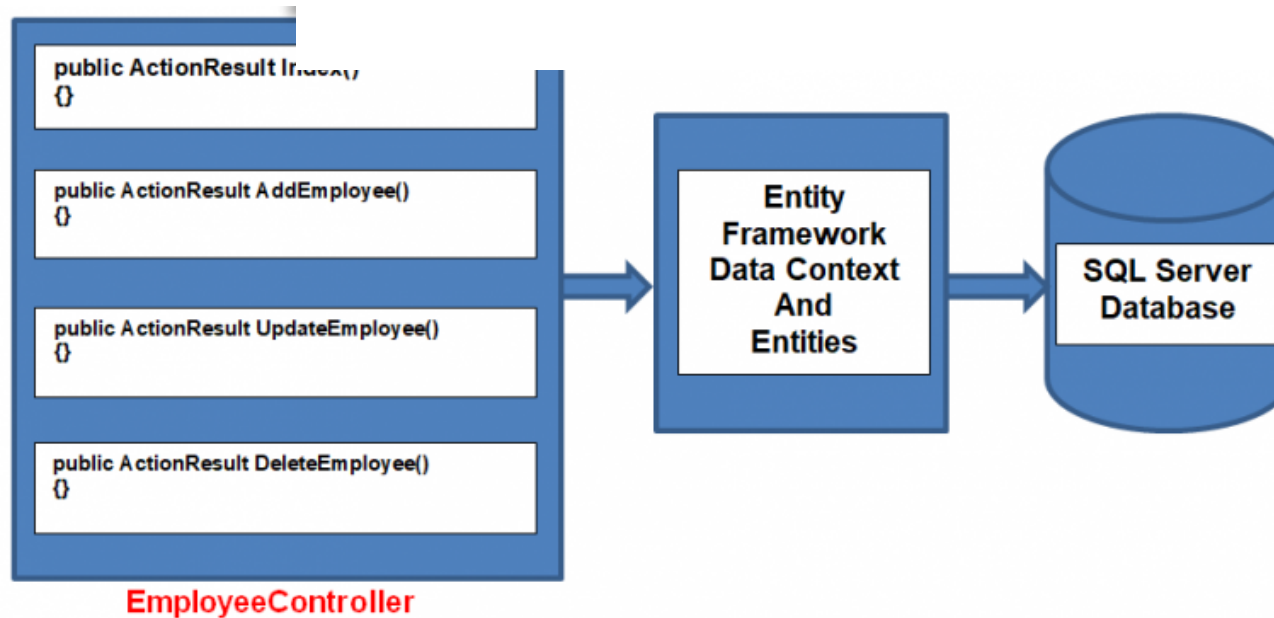 public ActionResult Index()
{}
public ActionResult AddEmployee()
{}
public ActionResult UpdateEmployee()
{}
public ActionResult DeleteEmployee()
{}
EmployeeController
Entity
Framework
Data Context
And
Entities
SQL Server
Database